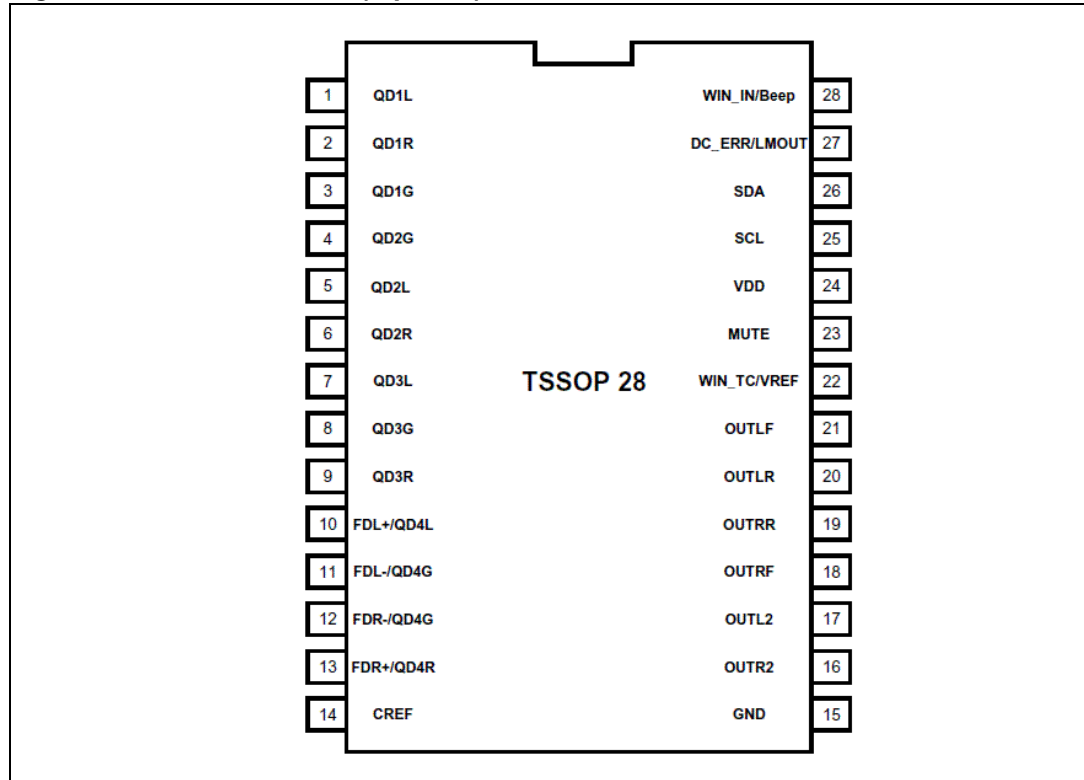 1 QD1L WIN_IN/Beep 28
2 QD1R DC_ERR/LMOUT 27
3 QD1G SDA 26
4 QD2G SCL 25
5 QD2L VDD 24
6 QD2R MUTE 23
7 QD3L TSSOP 28 WIN_TC/VREF 22
8 QD3G OUTLF 21
9 QD3R OUTLR 20
10 FDL+/QD4L OUTRR 19
11 FDL-/QD4G OUTRF 18
12 FDR-/QD4G OUTL2 17
13 FDR+/QD4R OUTR2 16
14 CREF GND 15